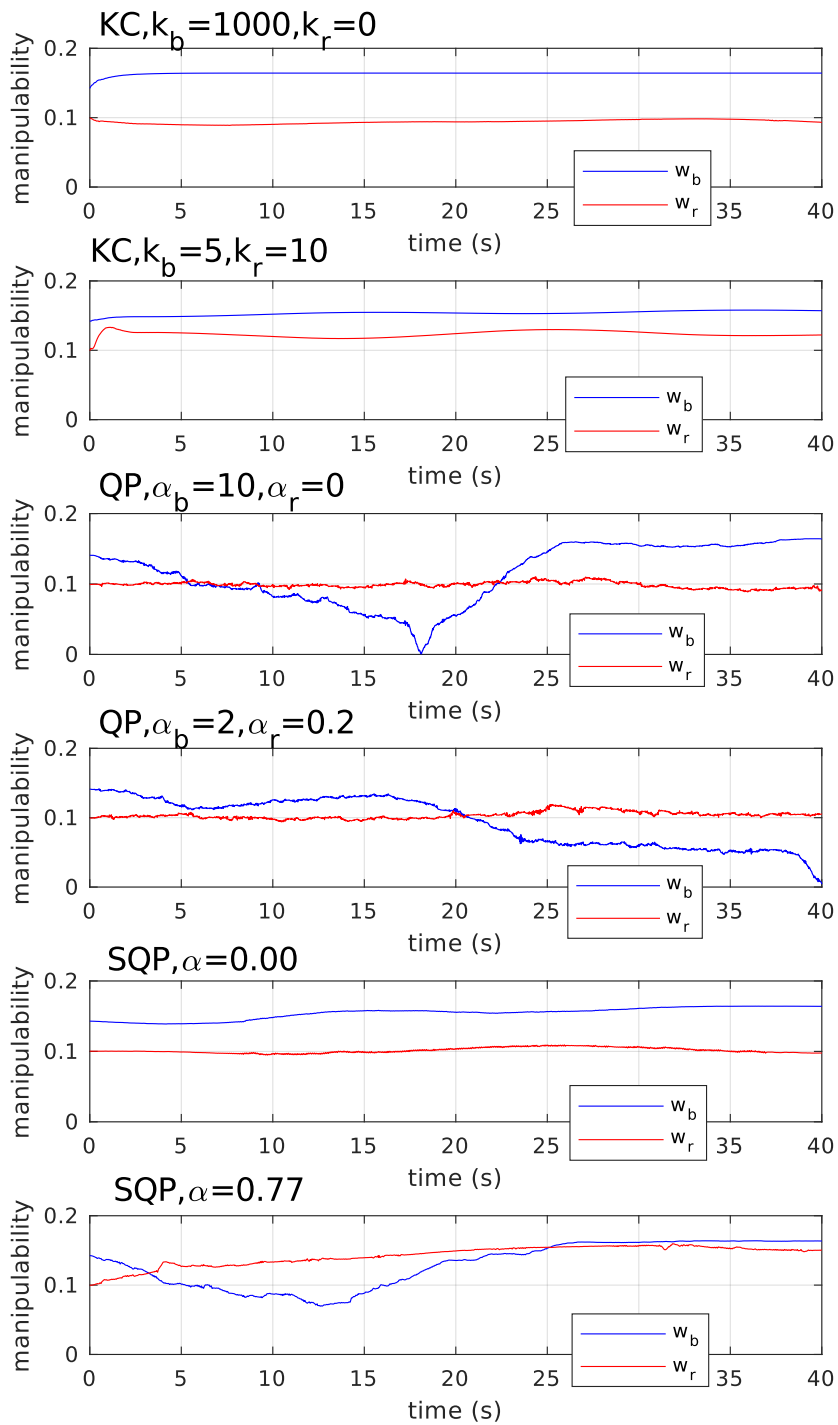 KC,k_b=1000,k_r=0
manipulability
0.2
0.1
0
w_b
w_r
0 5 10 15 20 25 35 40
time (s)
KC,k_b=5,k_r=10
manipulability
0.2
0.1
0
w_b
w_r
0 5 10 15 20 25 35 40
time (s)
QP,α_b=10,α_r=0
manipulability
0.2
0.1
0
w_b
w_r
0 5 10 15 20 25 35 40
time (s)
QP,α_b=2,α_r=0.2
manipulability
0.2
0.1
0
w_b
w_r
0 5 10 15 20 25 35 40
time (s)
SQP,α=0.00
manipulability
0.2
0.1
0
w_b
w_r
0 5 10 15 20 25 35 40
time (s)
SQP,α=0.77
manipulability
0.2
0.1
0
w_b
w_r
0 5 10 15 20 25 35 40
time (s)